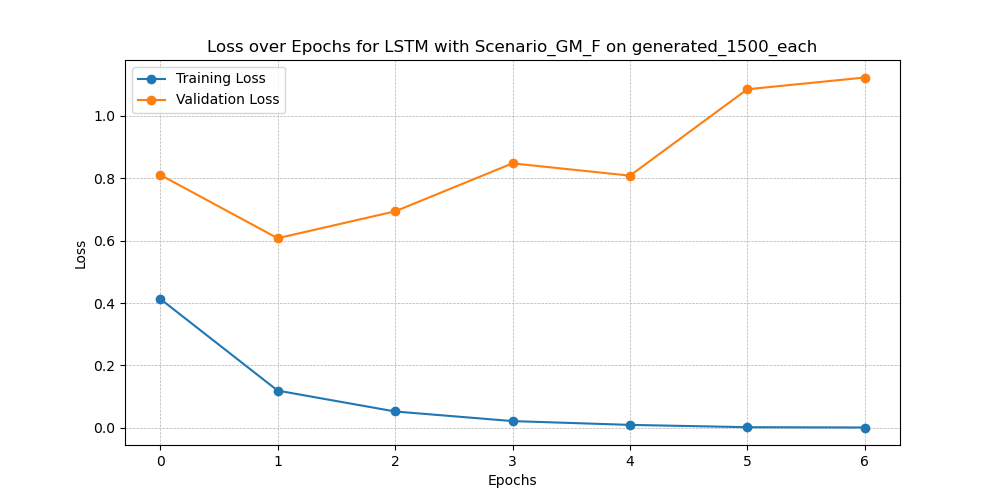 Loss over Epochs for LSTM with Scenario_GM_F on generated_1500_each
Training Loss
Validation Loss
1.0
0.8
0.6
0.4
0.2
0.0
Loss
0 1 2 3 4 5 6
Epochs